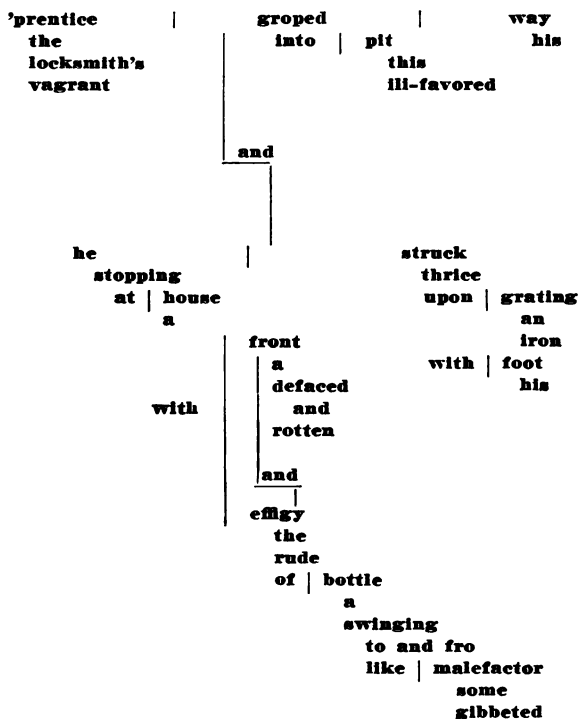 'prentice groped way
the into pit his
locksmith's this
vagrant ill-favored
and
he struck
stopping thrice
at house upon grating
a an
front iron
a with foot
defaced his
with and
rotten
and
effigy
the
rude
of bottle
a
swinging
to and fro
like malefactor
some
gibbeted